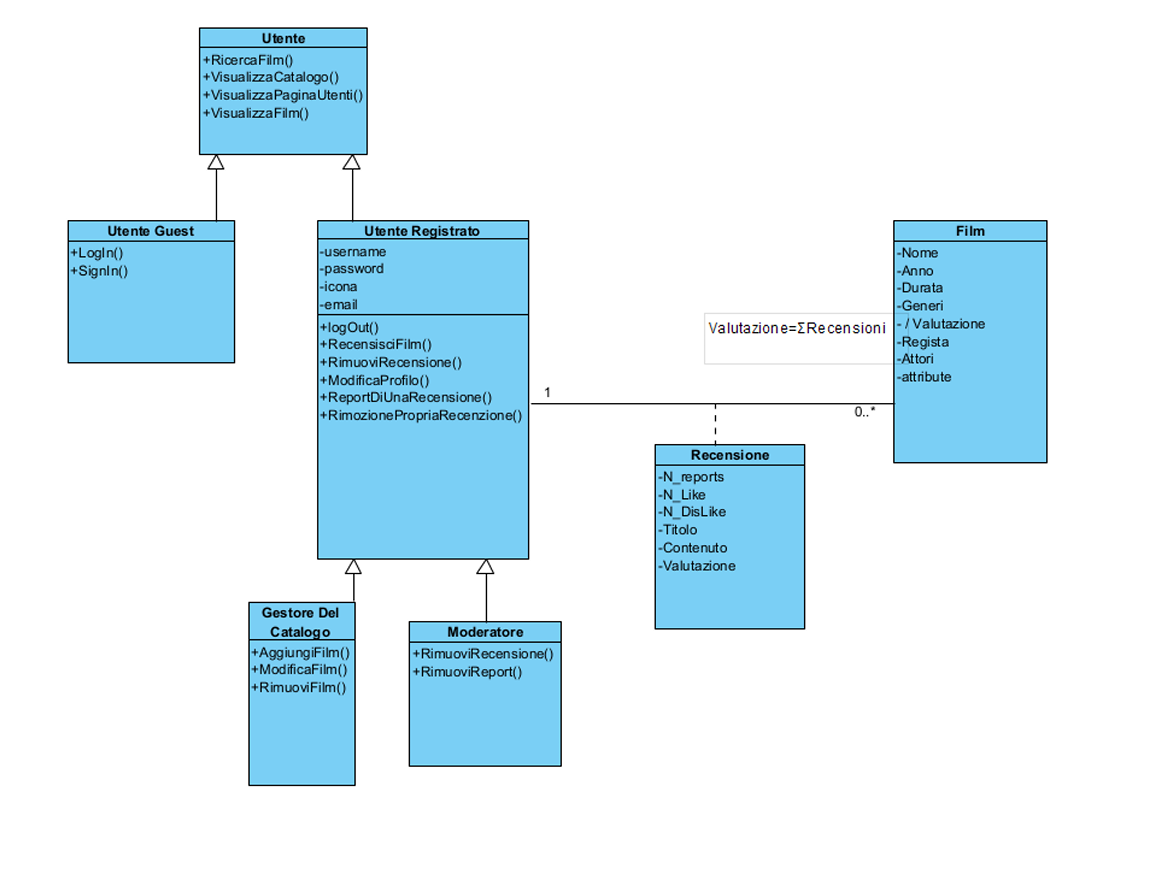 Utente
+RicercaFilm()
+VisualizzaCatalogo()
+VisualizzaPaginaUtenti()
+VisualizzaFilm()
Utente Guest
+LogIn()
+SignIn()
Utente Registrato
-username
-password
-icona
-email
+logOut()
+RecensisciFilm()
+RimuoviRecensione()
+ModificaProfilo()
+ReportDiUnaRecensione()
+RimozionePropriaRecenzione()
1
0..*
Valutazione=ΣRecensioni
Film
-Nome
-Anno
-Durata
-Generi
- / Valutazione
-Regista
-Attori
-attribute
Recensione
-N_reports
-N_Like
-N_DisLike
-Titolo
-Contenuto
-Valutazione
Gestore Del
Catalogo
+AggiungiFilm()
+ModificaFilm()
+RimuoviFilm()
Moderatore
+RimuoviRecensione()
+RimuoviReport()